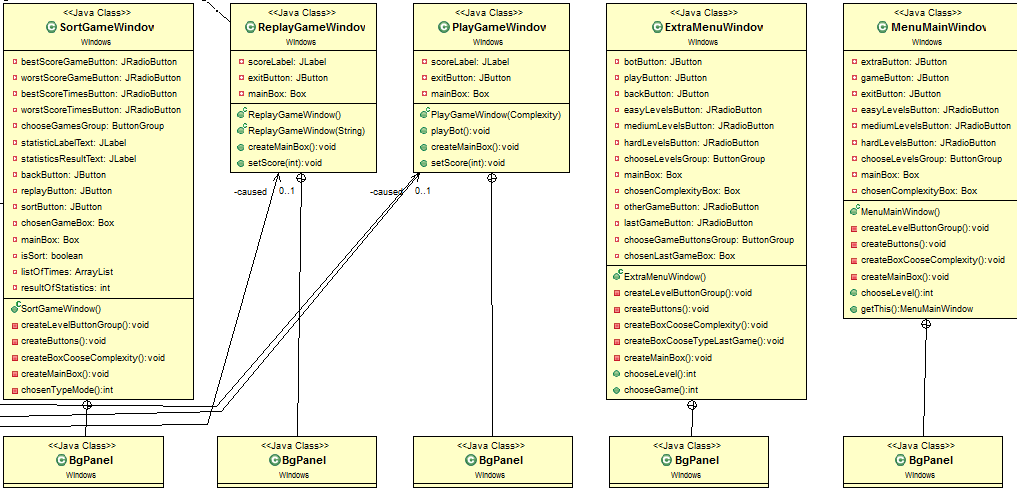 <<Java Class>>
SortGameWindow
Windows
bestScoreGameButton: JRadioButton
worstScoreGameButton: JRadioButton
bestScoreTimesButton: JRadioButton
worstScoreTimesButton: JRadioButton
chooseGamesGroup: ButtonGroup
statisticLabelText: JLabel
statisticsResultText: JLabel
backButton: JButton
replayButton: JButton
sortButton: JButton
chosenGameBox: Box
mainBox: Box
isSort: boolean
listOfTimes: ArrayList
resultOfStatistics: int
SortGameWindow()
createLevelButtonGroup():void
createButtons():void
createBoxCooseComplexity():void
createMainBox():void
chosenTypeMode():int
<<Java Class>>
ReplayGameWindow
Windows
scoreLabel: JLabel
exitButton: JButton
mainBox: Box
ReplayGameWindow()
ReplayGameWindow(String)
createMainBox():void
setScore(int):void
-caused 0..1
<<Java Class>>
PlayGameWindow
Windows
scoreLabel: JLabel
exitButton: JButton
mainBox: Box
PlayGameWindow(Complexity)
playBot():void
createMainBox():void
setScore(int):void
-caused 0..1
<<Java Class>>
ExtraMenuWindow
Windows
botButton: JButton
playButton: JButton
backButton: JButton
easyLevelsButton: JRadioButton
mediumLevelsButton: JRadioButton
hardLevelsButton: JRadioButton
chooseLevelsGroup: ButtonGroup
mainBox: Box
chosenComplexityBox: Box
otherGameButton: JRadioButton
lastGameButton: JRadioButton
chooseGameButtonsGroup: ButtonGroup
chosenLastGameBox: Box
ExtraMenuWindow()
createLevelButtonGroup():void
createButtons():void
createBoxCooseComplexity():void
createBoxCooseTypeLastGame():void
createMainBox():void
chooseLevel():int
chooseGame():int
<<Java Class>>
MenuMainWindow
Windows
extraButton: JButton
gameButton: JButton
exitButton: JButton
easyLevelsButton: JRadioButton
mediumLevelsButton: JRadioButton
hardLevelsButton: JRadioButton
chooseLevelsGroup: ButtonGroup
mainBox: Box
chosenComplexityBox: Box
MenuMainWindow()
createLevelButtonGroup():void
createButtons():void
createBoxCooseComplexity():void
createMainBox():void
chooseLevel():int
getThis():MenuMainWindow
<<Java Class>>
BgPanel
Windows
<<Java Class>>
BgPanel
Windows
<<Java Class>>
BgPanel
Windows
<<Java Class>>
BgPanel
Windows
<<Java Class>>
BgPanel
Windows